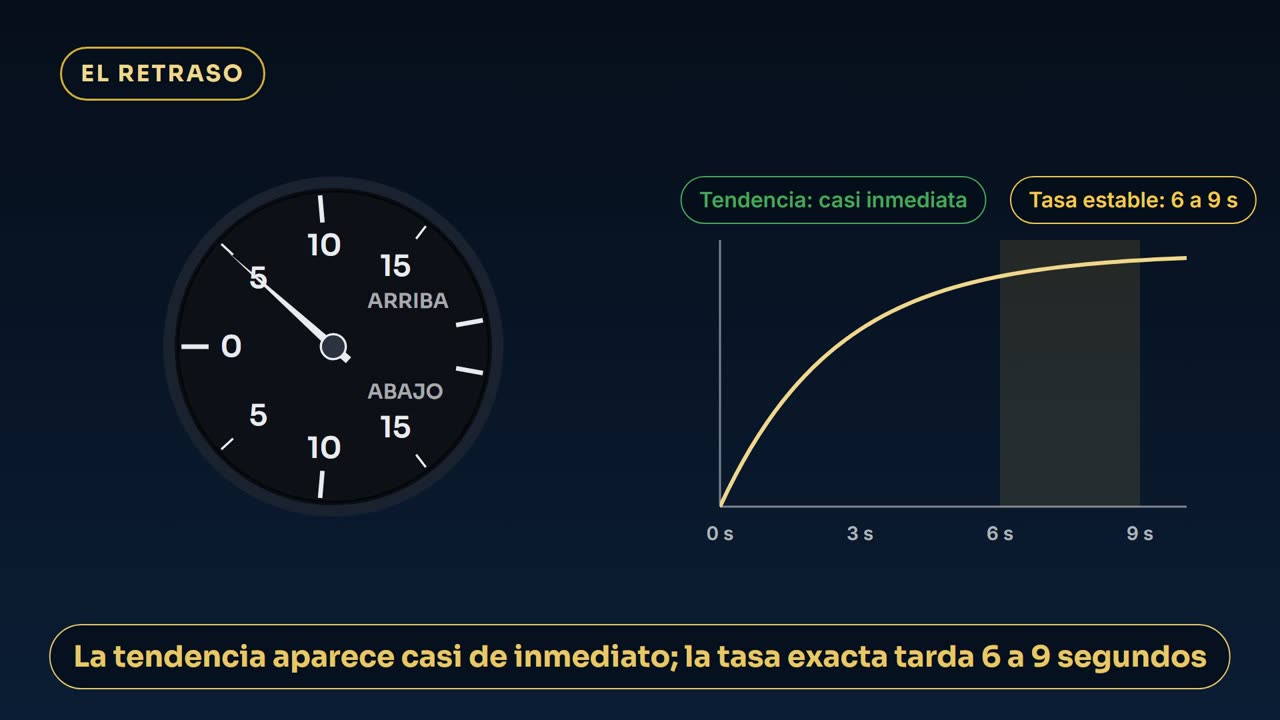 EL RETRASO
10
15
5
ARRIBA
0
ABAJO
5
15
10
Tendencia: casi inmediata
Tasa estable: 6 a 9 s
0 s
3 s
6 s
9 s
La tendencia aparece casi de inmediato; la tasa exacta tarda 6 a 9 segundos